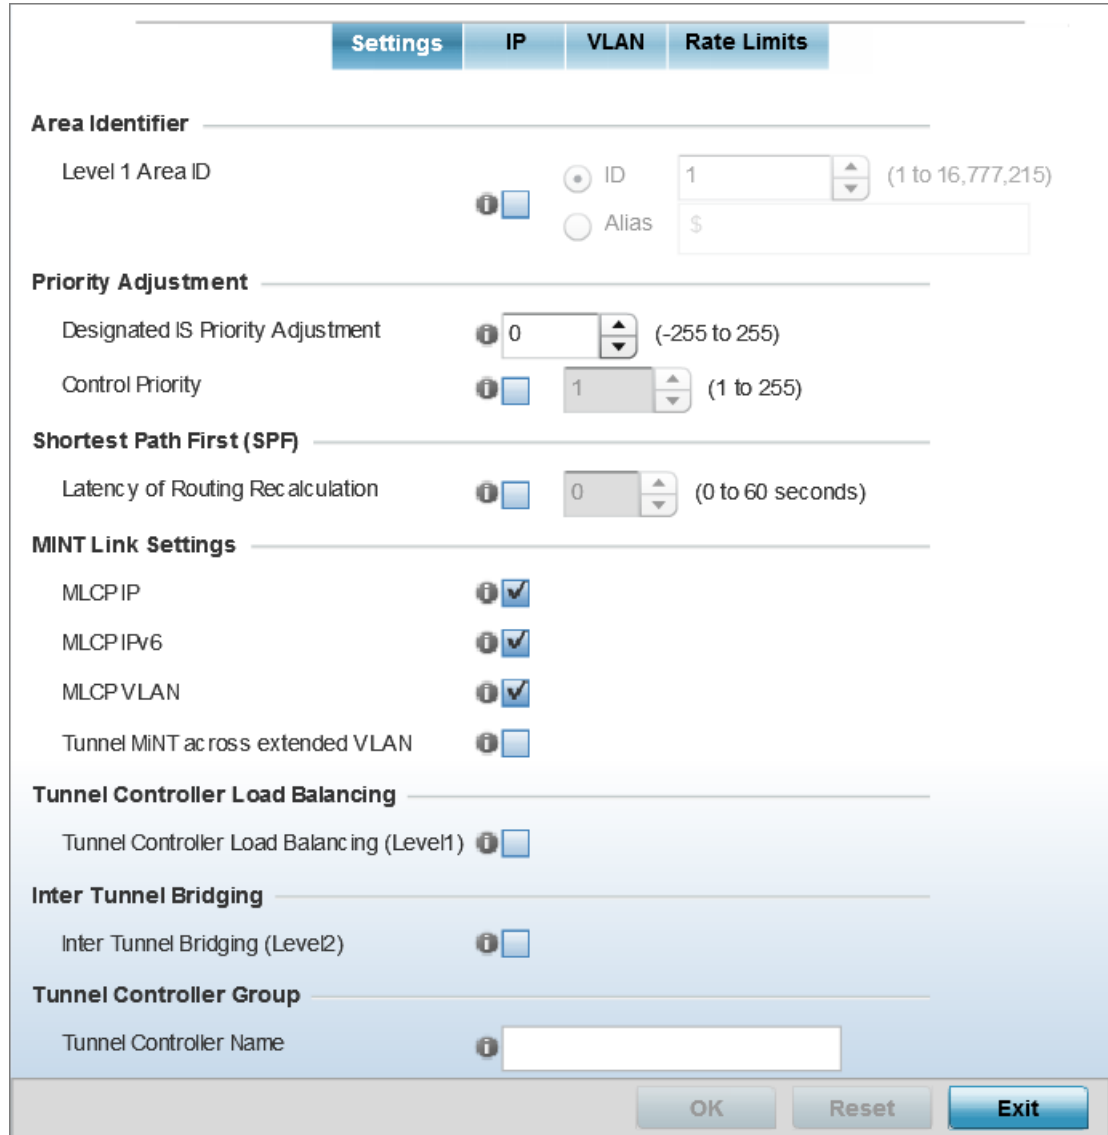 Settings IP VLAN Rate Limits
Area Identifier
Level 1 Area ID
ID 1 (1 to 16,777,215)
Alias $
Priority Adjustment
Designated IS Priority Adjustment 0 (-255 to 255)
Control Priority 1 (1 to 255)
Shortest Path First (SPF)
Latency of Routing Recalculation 0 (0 to 60 seconds)
MINT Link Settings
MLCP IP
MLCP IPv6
MLCP VLAN
Tunnel MiNT across extended VLAN
Tunnel Controller Load Balancing
Tunnel Controller Load Balancing (Level1)
Inter Tunnel Bridging
Inter Tunnel Bridging (Level2)
Tunnel Controller Group
Tunnel Controller Name
OK Reset Exit